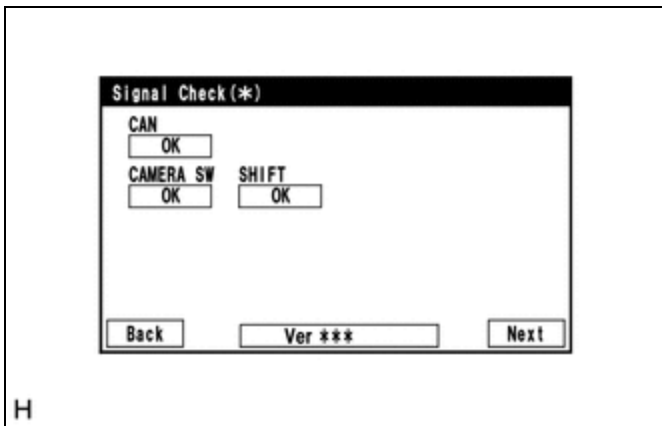 Signal Check(*)
CAN
OK
CAMERA SW SHIFT
OK OK
Back Ver *** Next
H